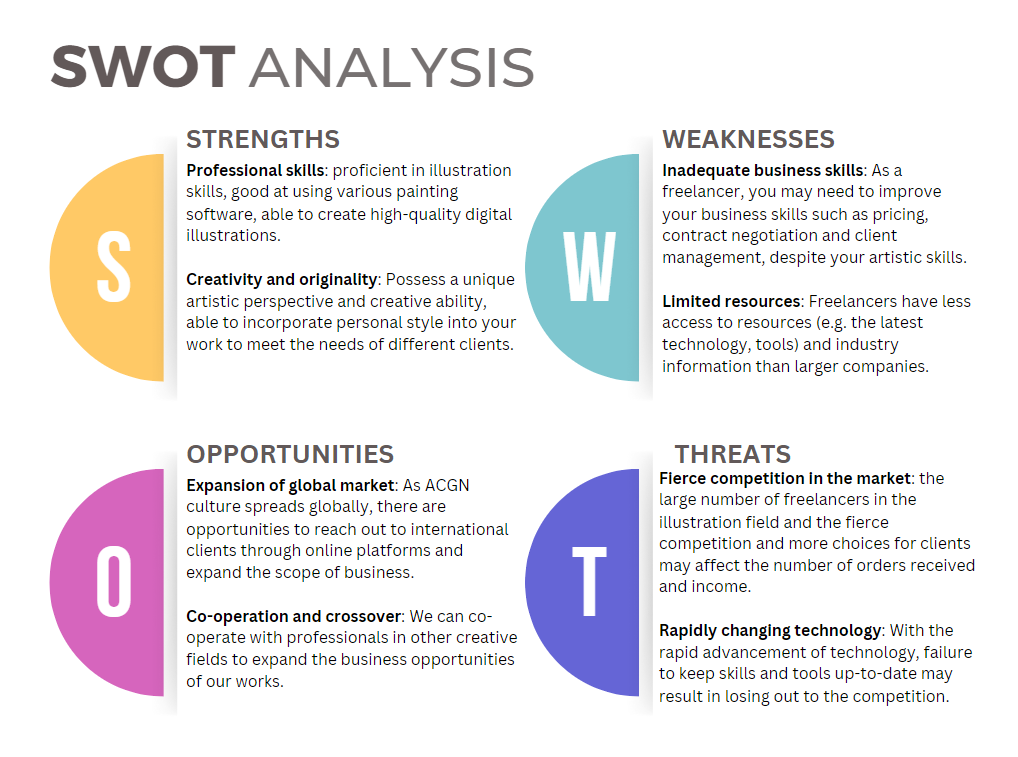 SWOT ANALYSIS
S
STRENGTHS
Professional skills: proficient in illustration
skills, good at using various painting
software, able to create high-quality digital
illustrations.
Creativity and originality: Possess a unique
artistic perspective and creative ability,
able to incorporate personal style into your
work to meet the needs of different clients.
W
WEAKNESSES
Inadequate business skills: As a
freelancer, you may need to improve
your business skills such as pricing,
contract negotiation and client
management, despite your artistic skills.
Limited resources: Freelancers have less
access to resources (e.g. the latest
technology, tools) and industry
information than larger companies.
O
OPPORTUNITIES
Expansion of global market: As ACGN
culture spreads globally, there are
opportunities to reach out to international
clients through online platforms and
expand the scope of business.
Co-operation and crossover: We can co-
operate with professionals in other creative
fields to expand the business opportunities
of our works.
T
THREATS
Fierce competition in the market: the
large number of freelancers in the
illustration field and the fierce
competition and more choices for clients
may affect the number of orders received
and income.
Rapidly changing technology: With the
rapid advancement of technology, failure
to keep skills and tools up-to-date may
result in losing out to the competition.